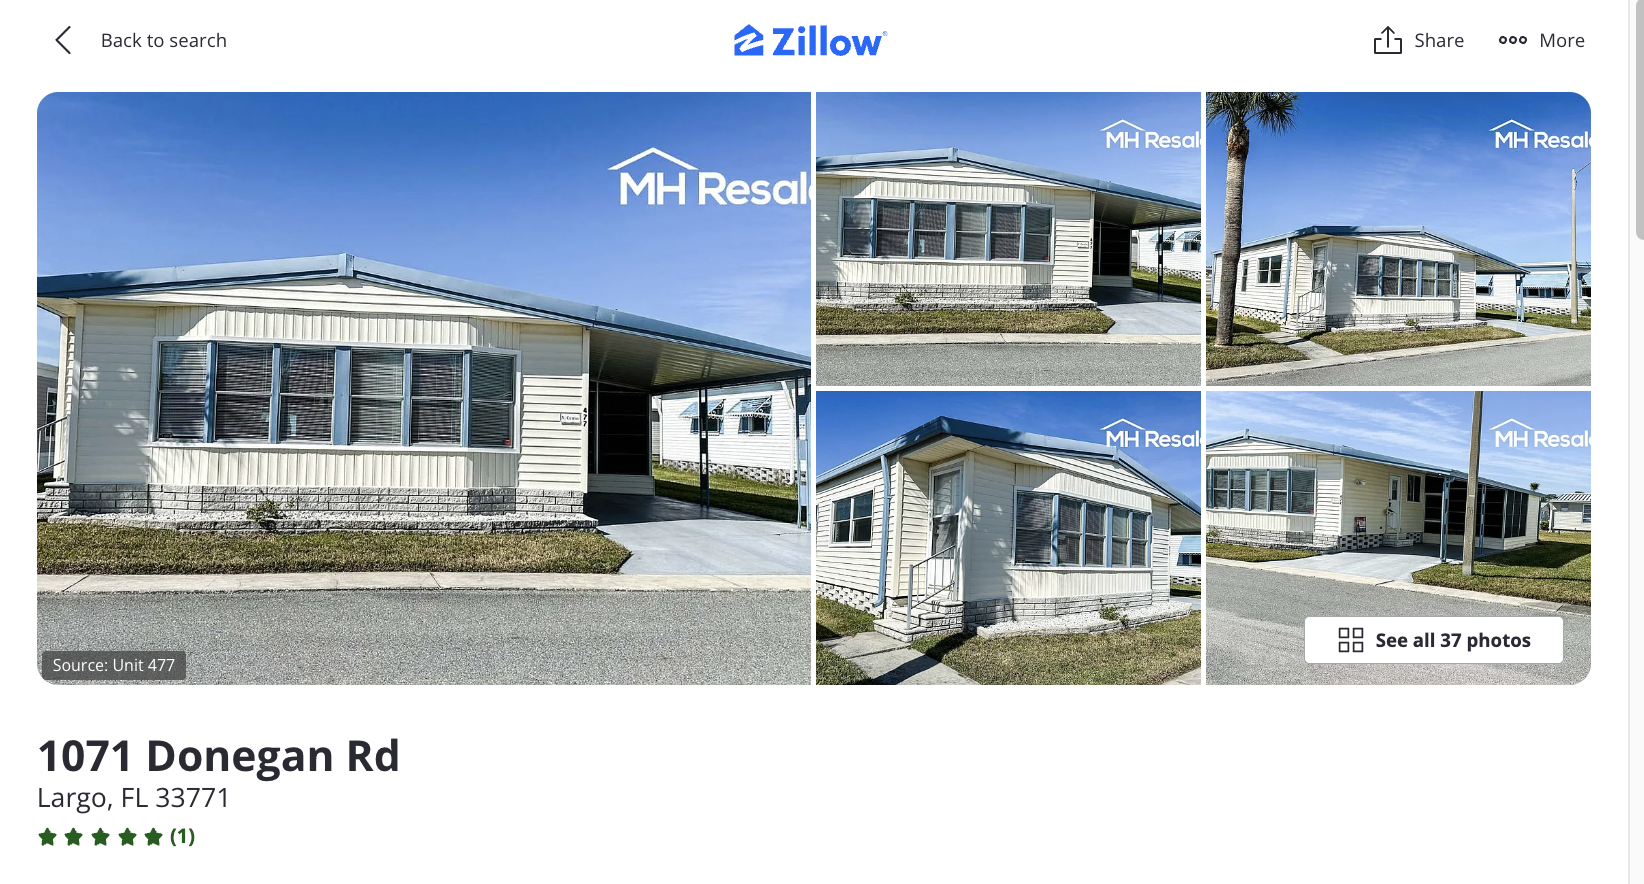 Back to search
Zillow
Share
More
MH Resal
MH Resal
MH Resal
477
MH Resal
MH Resal
Source: Unit 477
See all 37 photos
1071 Donegan Rd
Largo, FL 33771
(1)